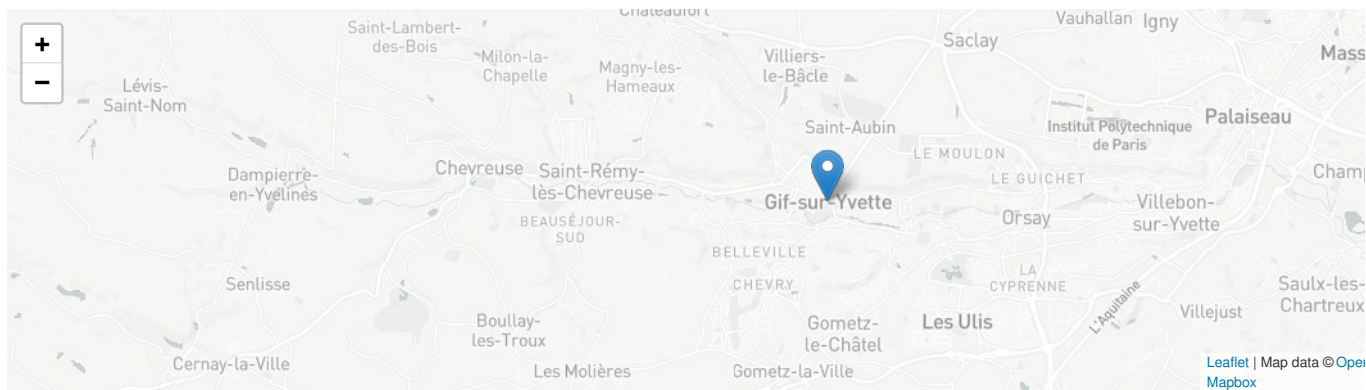 Châteaufort
Vauhallan
Igny
+
Saint-Lambert-
des-Bois
Saclay
Mass
Milon-la-
Chapelle
Magny-les-
Hameaux
Villiers-
le-Bâcle
−
Lévis-
Saint-Nom
Palaiseau
Saint-Aubin
Institut Polytechnique
de Paris
LE MOULON
Chevreuse
Saint-Rémy-
lès-Chevreuse
Champ
Dampierre-
en-Yvelines
LE GUICHET
Gif-sur-Yvette
Villebon-
sur-Yvette
Orsay
BEAUSÉJOUR-
SUD
BELLEVILLE
LA
CYPRENNE
Senlisse
CHEVRY
Saulx-les-
Chartreux
L'Aquitaine
Villejust
Boullay-
les-Troux
Gometz-
le-Châtel
Les Ulis
Cernay-la-Ville
Les Molières
Gometz-la-Ville
Leaflet | Map data © Oper
Mapbox